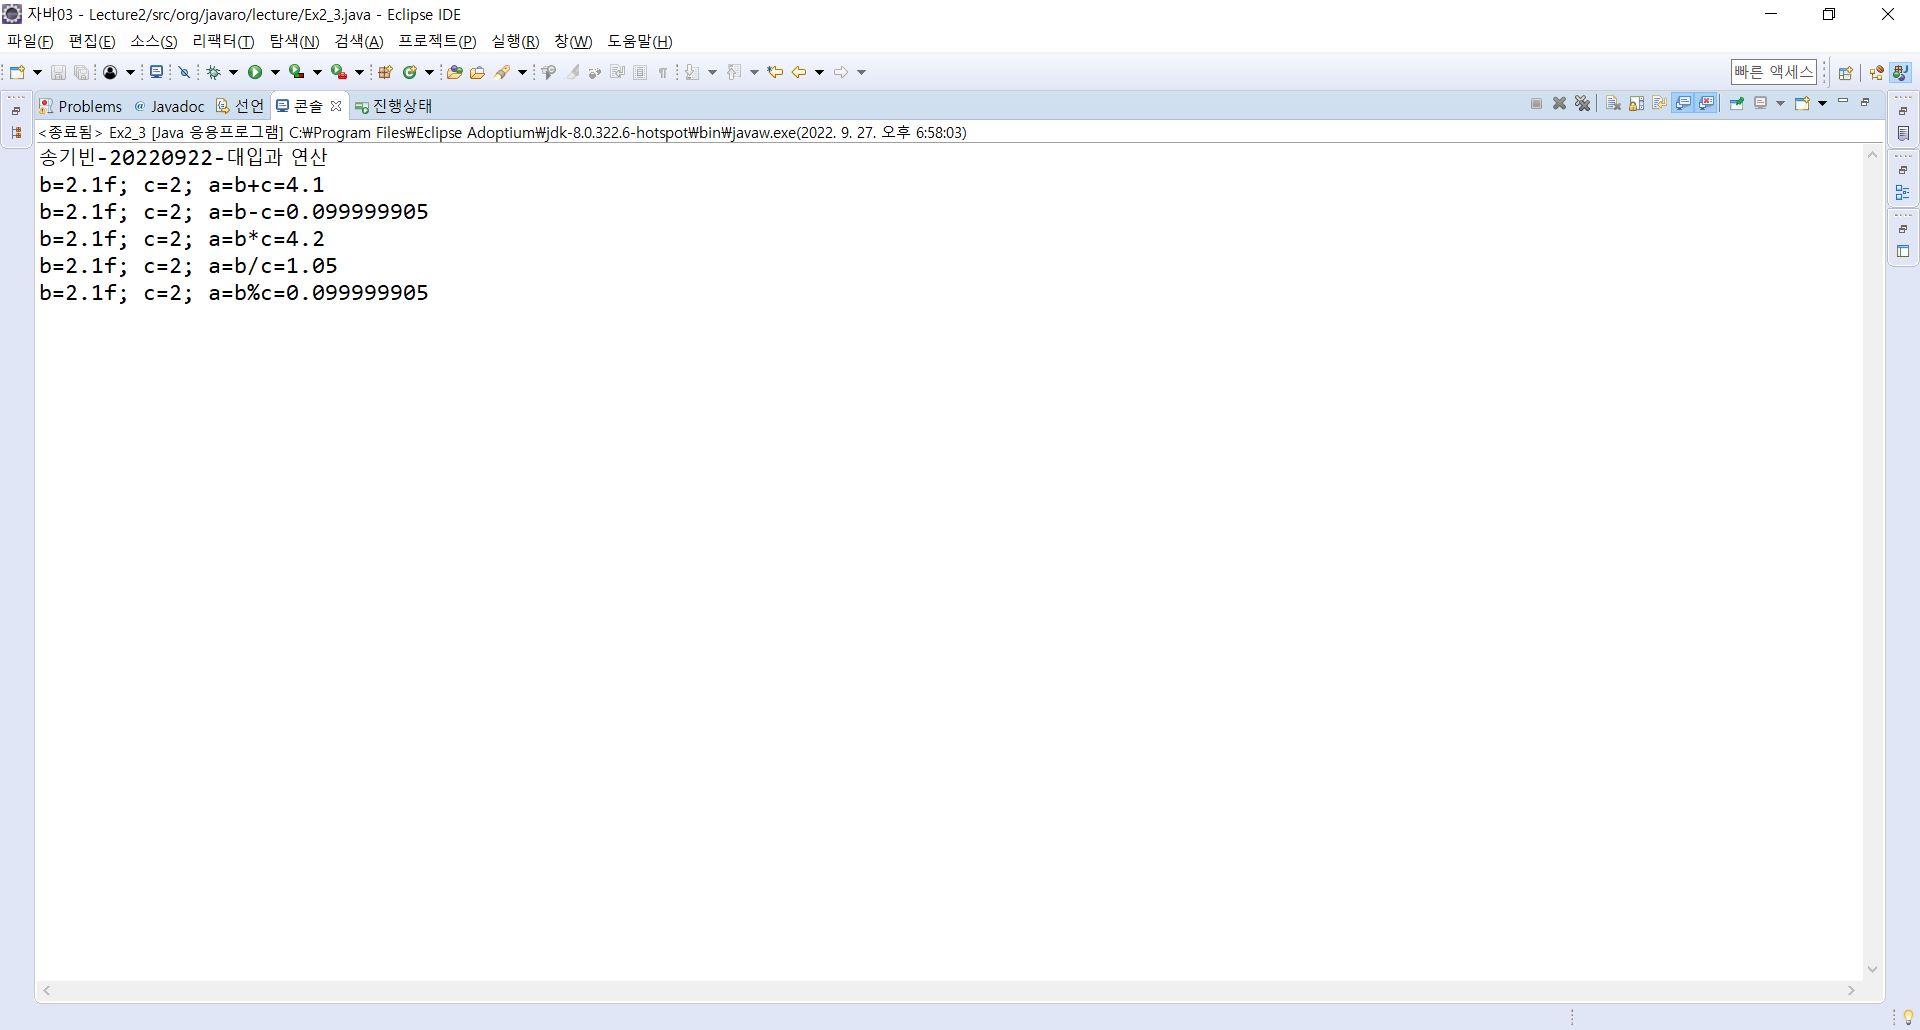 자바03 - Lecture2/src/org/javaro/lecture/Ex2_3.java - Eclipse IDE
파일(F) 편집(E) 소스(S) 리팩터(T) 탐색(N) 검색(A) 프로젝트(P) 실행(R) 창(W) 도움말(H)
빠른 액세스
Problems @ Javadoc 선언 콘솔 진행상태
<종료됨> Ex2_3 [Java 응용프로그램] C:₩Program Files₩Eclipse Adoptium₩jdk-8.0.322.6-hotspot₩bin₩javaw.exe(2022. 9. 27. 오후 6:58:03)
송기빈-20220922-대입과 연산
b=2.1f; c=2; a=b+c=4.1
b=2.1f; c=2; a=b-c=0.099999905
b=2.1f; c=2; a=b*c=4.2
b=2.1f; c=2; a=b/c=1.05
b=2.1f; c=2; a=b%c=0.099999905